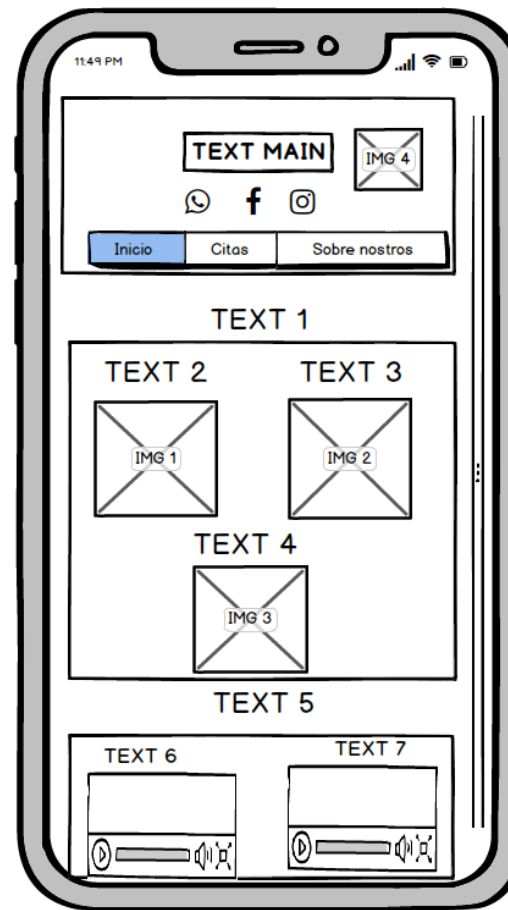 11:49 PM
TEXT MAIN
IMG 4
Inicio Citas Sobre nostros
TEXT 1
TEXT 2 TEXT 3
IMG 1 IMG 2
TEXT 4
IMG 3
TEXT 5
TEXT 6 TEXT 7